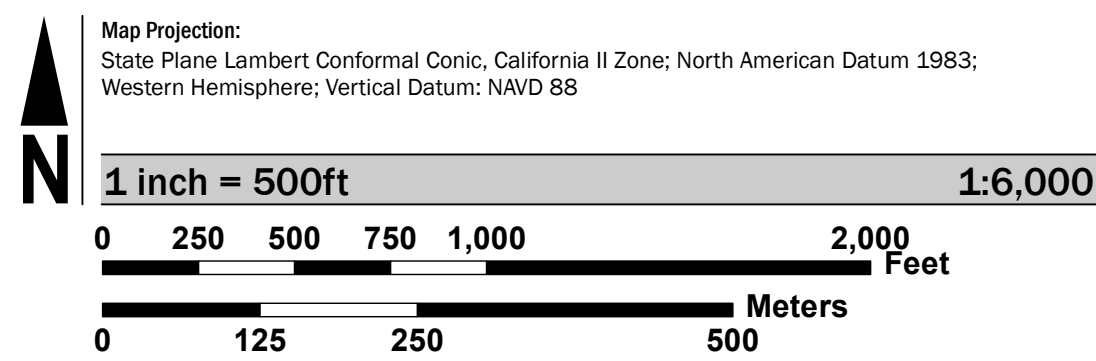 Map Projection:
State Plane Lambert Conformal Conic, California II Zone; North American Datum 1983;
Western Hemisphere; Vertical Datum: NAVD 88
N
1 inch = 500ft 1:6,000
0 250 500 750 1,000 2,000
Feet
Meters
0 125 250 500